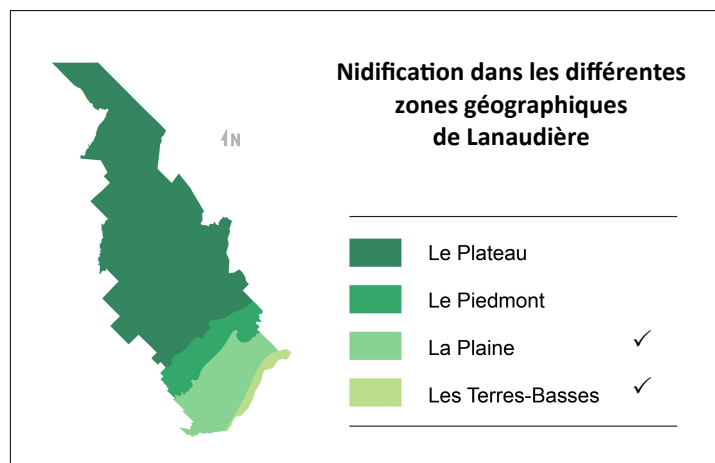 Nidification dans les différentes
zones géographiques
de Lanaudière
N
Le Plateau
Le Piedmont
La Plaine ✓
Les Terres-Basses ✓